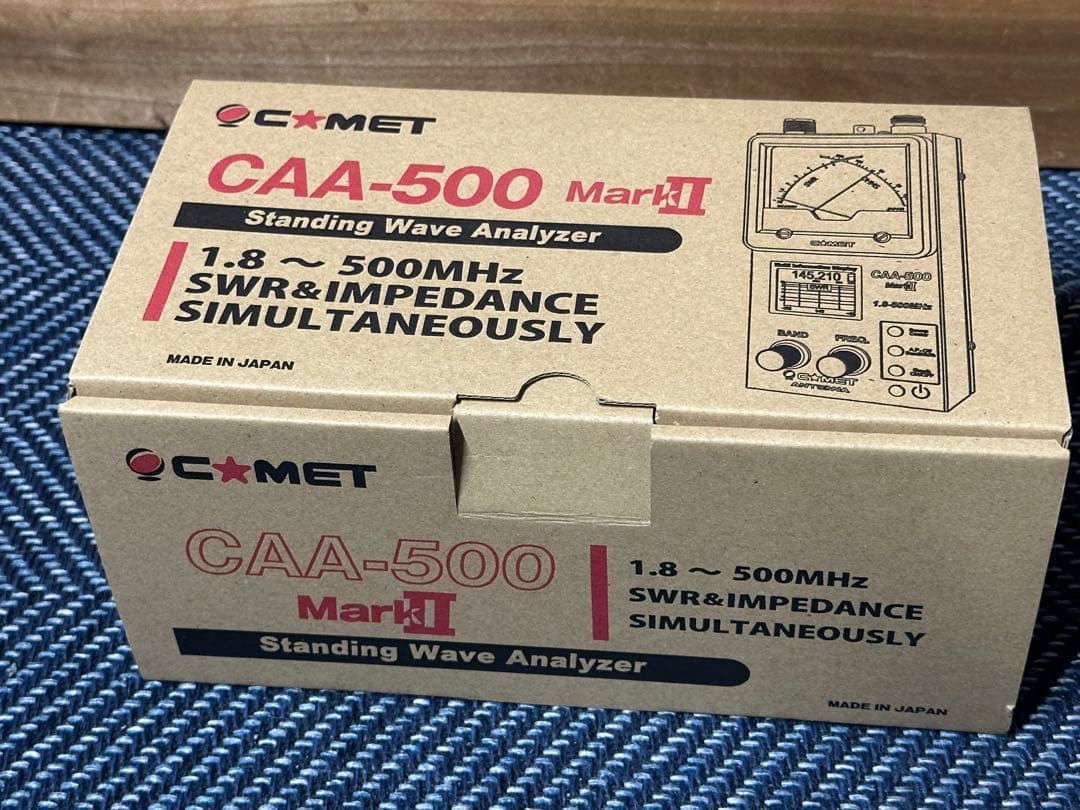 COMET
CAA-500 MarkII
Standing Wave Analyzer
1.8 ～ 500MHz
SWR&IMPEDANCE
SIMULTANEOUSLY
MADE IN JAPAN
COMET
145.210
SWR
CAA-500
MarkII
1.8-500MHz
BAND
FREQ.
COMET
ANTENNA
COMET
CAA-500
MarkII
Standing Wave Analyzer
1.8 ～ 500MHz
SWR&IMPEDANCE
SIMULTANEOUSLY
MADE IN JAPAN